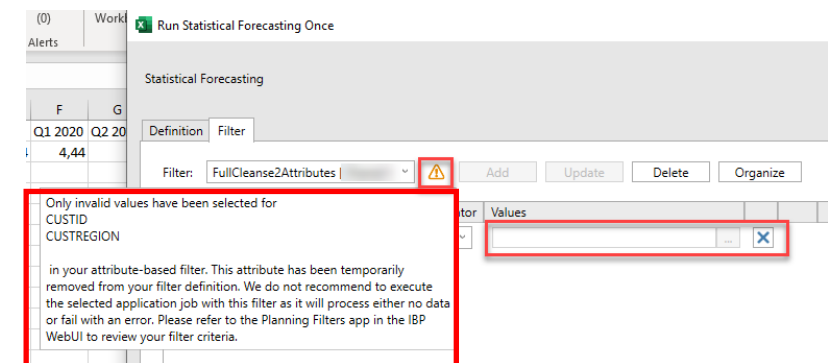 (0)
Workl
Alerts
Run Statistical Forecasting Once
Statistical Forecasting
F
G
Q1 2020
Q2 20
4,44
Definition
Filter
Filter:
FullCleanse2Attributes |
Add
Update
Delete
Organize
Only invalid values have been selected for
CUSTID
CUSTREGION
in your attribute-based filter. This attribute has been temporarily
removed from your filter definition. We do not recommend to execute
the selected application job with this filter as it will process either no data
or fail with an error. Please refer to the Planning Filters app in the IBP
WebUI to review your filter criteria.
tor
Values
...